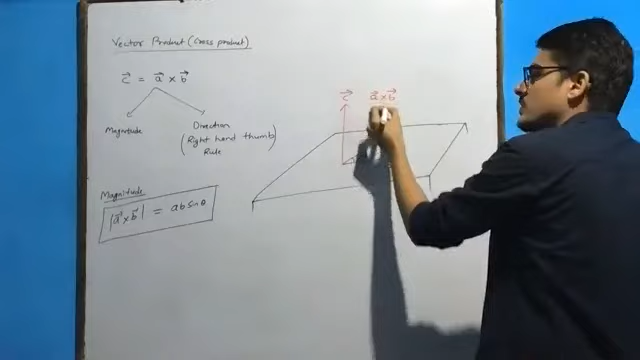 Vector Product (Cross product)
c⃗ = a⃗ × b⃗
Magnitude
Direction
(Right hand thumb
Rule)
Magnitude
|a⃗×b⃗| = ab sin θ
c⃗
a⃗×b⃗